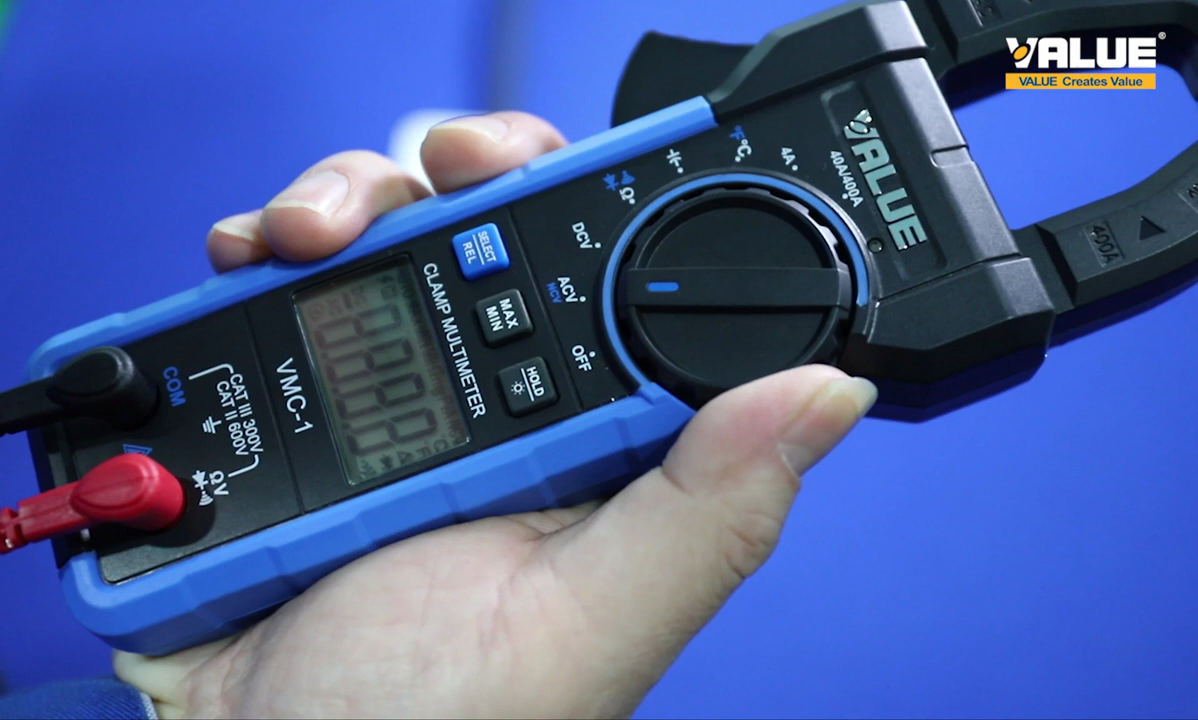 VALUE®
VALUE Creates Value
VALUE
40A/400A
4A
°F°C
Ω
DCV
ACV
NCV
OFF
SELECT
REL
MAX
MIN
HOLD
CLAMP MULTIMETER
VMC-1
COM
CAT III 300V
CAT II 600V
ΩV
400A